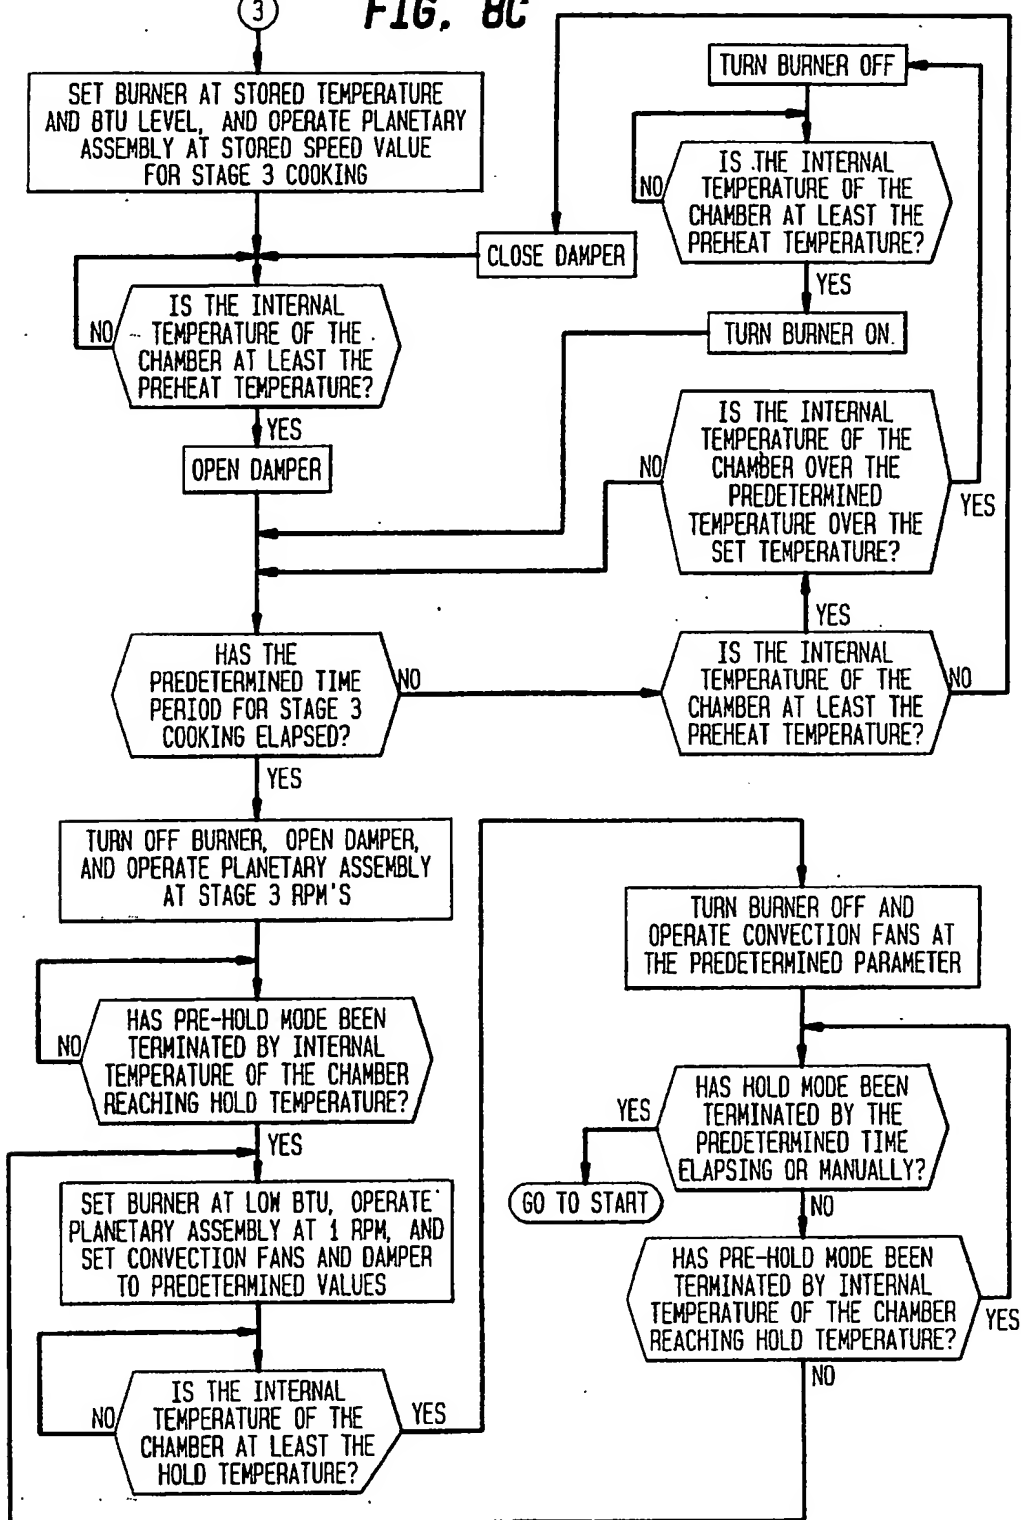 3
FIG. 8C
SET BURNER AT STORED TEMPERATURE
AND BTU LEVEL, AND OPERATE PLANETARY
ASSEMBLY AT STORED SPEED VALUE
FOR STAGE 3 COOKING
CLOSE DAMPER
IS THE INTERNAL
TEMPERATURE OF THE
CHAMBER AT LEAST THE
PREHEAT TEMPERATURE?
NO
YES
OPEN DAMPER
TURN BURNER OFF
IS THE INTERNAL
TEMPERATURE OF THE
CHAMBER AT LEAST THE
PREHEAT TEMPERATURE?
NO
YES
TURN BURNER ON.
IS THE INTERNAL
TEMPERATURE OF THE
CHAMBER OVER THE
PREDETERMINED
TEMPERATURE OVER THE
SET TEMPERATURE?
NO
YES
YES
HAS THE
PREDETERMINED TIME
PERIOD FOR STAGE 3
COOKING ELAPSED?
NO
IS THE INTERNAL
TEMPERATURE OF THE
CHAMBER AT LEAST THE
PREHEAT TEMPERATURE?
NO
YES
TURN OFF BURNER, OPEN DAMPER,
AND OPERATE PLANETARY ASSEMBLY
AT STAGE 3 RPM'S
HAS PRE-HOLD MODE BEEN
TERMINATED BY INTERNAL
TEMPERATURE OF THE CHAMBER
REACHING HOLD TEMPERATURE?
NO
YES
SET BURNER AT LOW BTU, OPERATE
PLANETARY ASSEMBLY AT 1 RPM, AND
SET CONVECTION FANS AND DAMPER
TO PREDETERMINED VALUES
IS THE INTERNAL
TEMPERATURE OF THE
CHAMBER AT LEAST THE
HOLD TEMPERATURE?
NO
YES
TURN BURNER OFF AND
OPERATE CONVECTION FANS AT
THE PREDETERMINED PARAMETER
HAS HOLD MODE BEEN
TERMINATED BY THE
PREDETERMINED TIME
ELAPSING OR MANUALLY?
YES
GO TO START
NO
HAS PRE-HOLD MODE BEEN
TERMINATED BY INTERNAL
TEMPERATURE OF THE CHAMBER
REACHING HOLD TEMPERATURE?
YES
NO